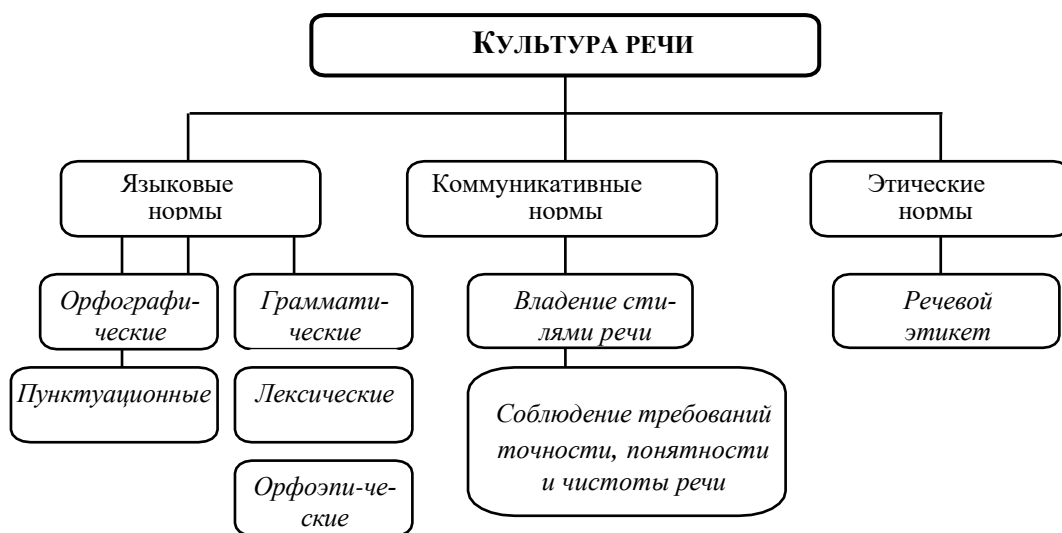 КУЛЬТУРА РЕЧИ
Языковые
нормы
Коммуникативные
нормы
Этические
нормы
Орфографи-
ческие
Граммати-
ческие
Владение сти-
лями речи
Речевой
этикет
Пунктуационные
Лексические
Соблюдение требований
точности, понятности
и чистоты речи
Орфоэпи-че-
ские